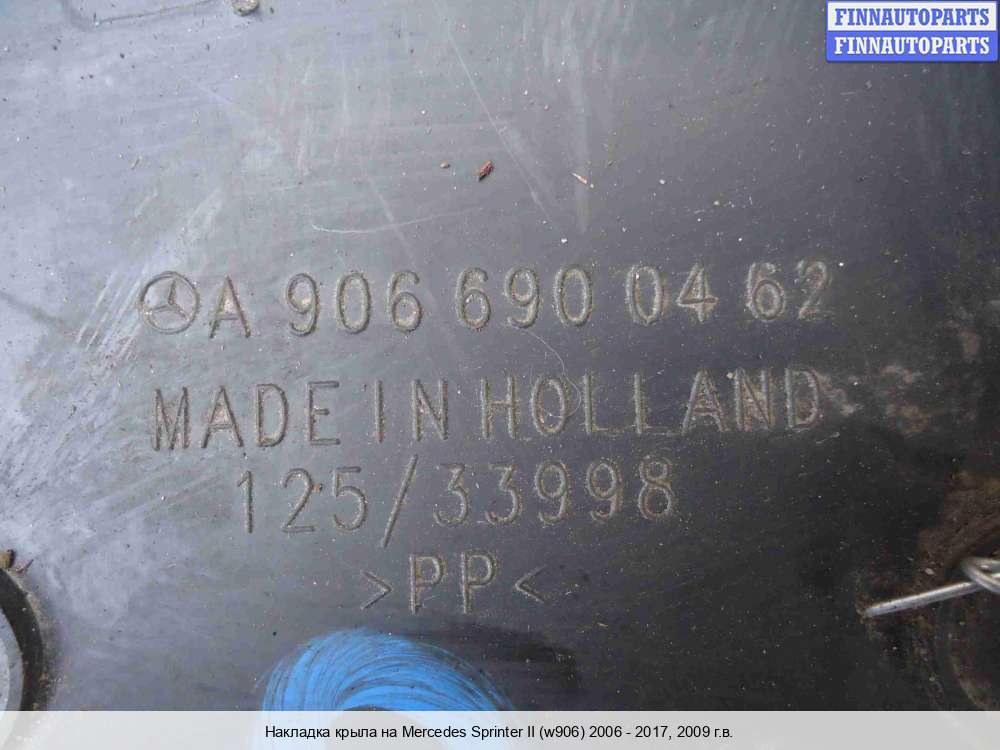 FINNAUTOPARTS
FINNAUTOPARTS
A 906 690 04 62
MADE IN HOLLAND
125/33998
>PP<
Накладка крыла на Mercedes Sprinter II (w906) 2006 - 2017, 2009 г.в.